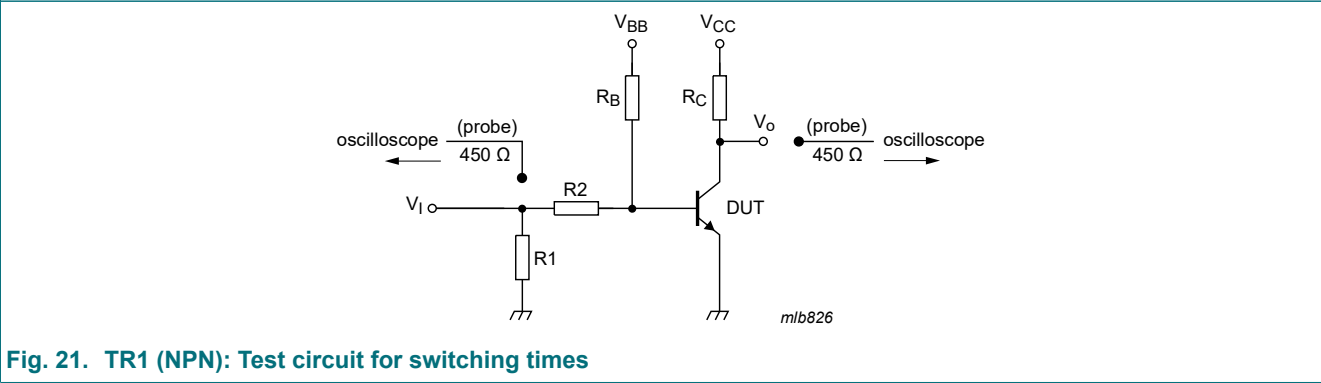 VBB
VCC
RB
RC
Vo
(probe)
450 Ω
oscilloscope
(probe)
450 Ω
oscilloscope
R2
VI
DUT
R1
mlb826
Fig. 21. TR1 (NPN): Test circuit for switching times